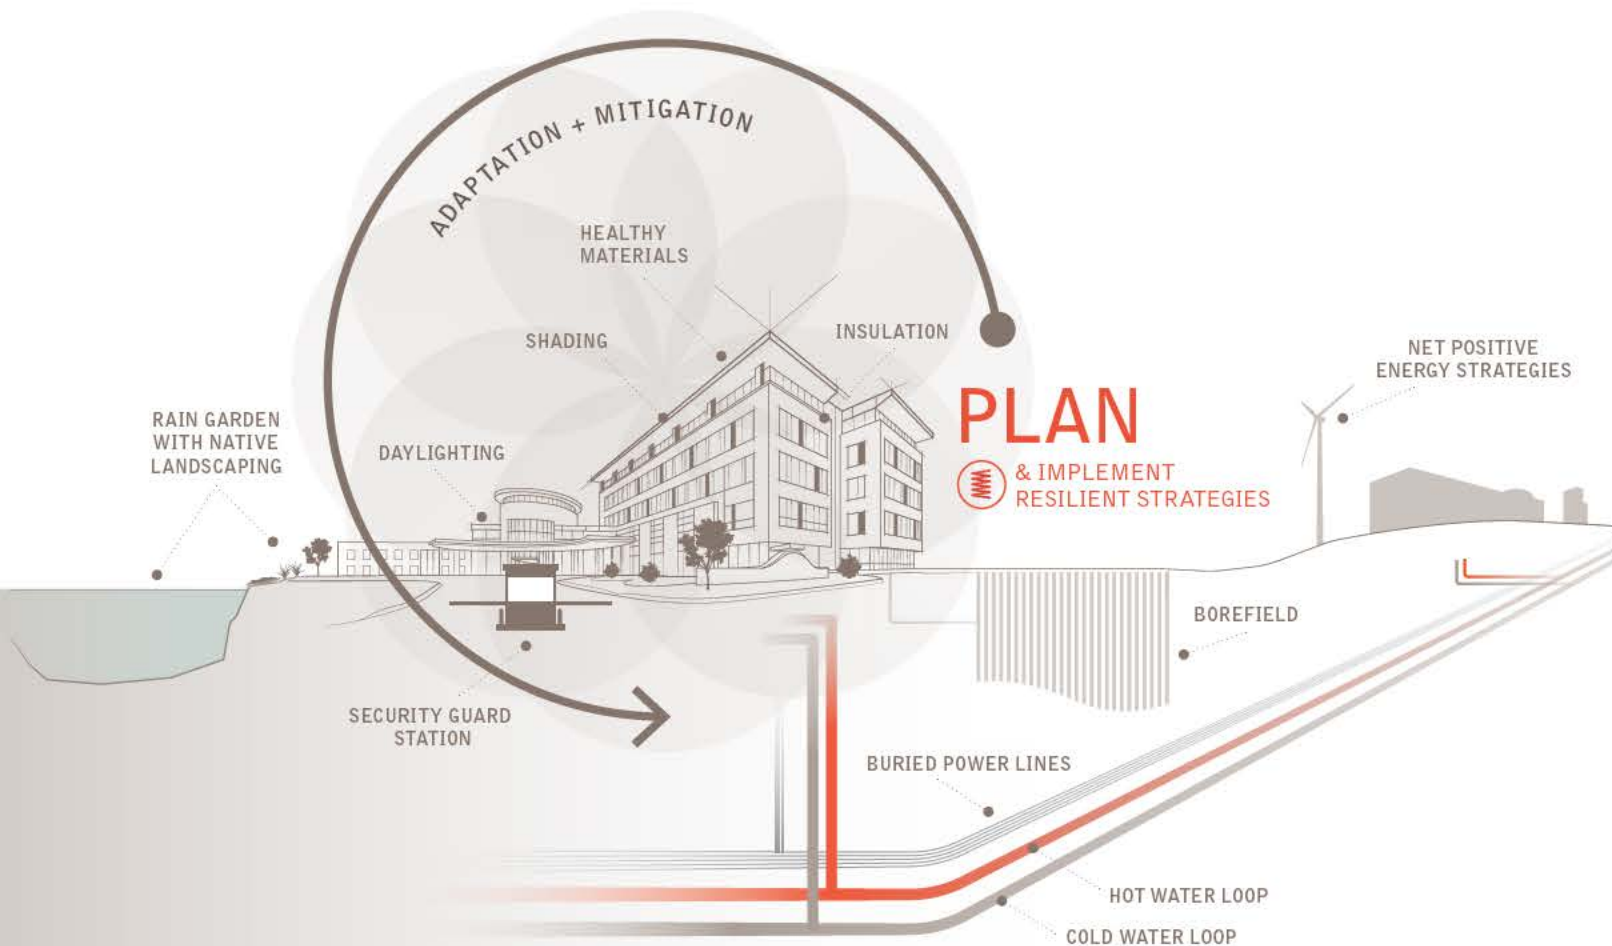 ADAPTATION + MITIGATION
HEALTHY
MATERIALS
SHADING
INSULATION
NET POSITIVE
ENERGY STRATEGIES
PLAN
& IMPLEMENT
RESILIENT STRATEGIES
RAIN GARDEN
WITH NATIVE
LANDSCAPING
DAYLIGHTING
BOREFIELD
SECURITY GUARD
STATION
BURIED POWER LINES
HOT WATER LOOP
COLD WATER LOOP